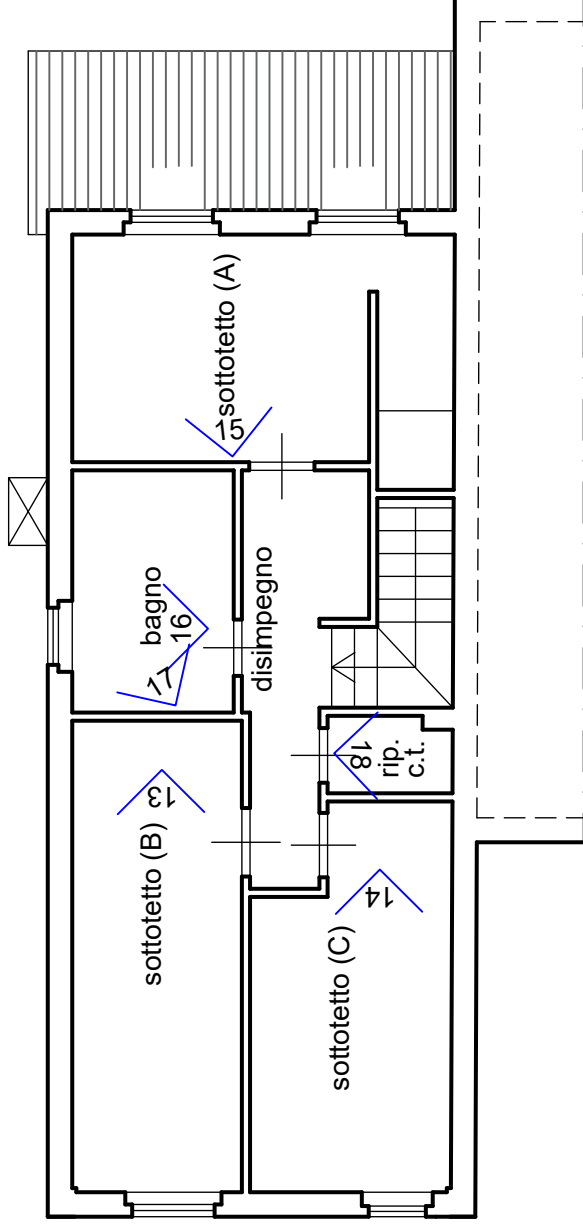 sottotetto (A)
15
bagno
16
17
disimpegno
13
sottotetto (B)
18
rip.
c.t.
14
sottotetto (C)